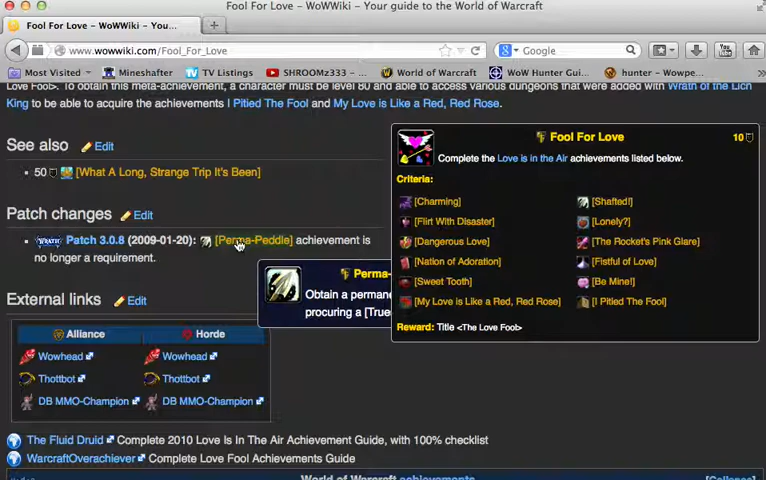 Fool For Love – WoWWiki – Your guide to the World of Warcraft
Fool For Love – WoWWiki – You...
www.wowwiki.com/Fool_For_Love
Google
Most Visited
Mineshafter
TV Listings
SHROOMz333 – ...
World of Warcraft
WoW Hunter Gui...
hunter – Wowpe...
Love Fool>. To obtain this meta-achievement, a character must be level 80 and able to access various dungeons that were added with Wrath of the Lich
King to be able to acquire the achievements I Pitied The Fool and My Love is Like a Red, Red Rose.
See also
Edit
50 [What A Long, Strange Trip It's Been]
Patch changes
Edit
Patch 3.0.8 (2009-01-20): [Perma-Peddle] achievement is
no longer a requirement.
Perma-
Obtain a permane
procuring a [True
Fool For Love
10
Complete the Love is in the Air achievements listed below.
Criteria:
[Charming]
[Shafted!]
[Flirt With Disaster]
[Lonely?]
[Dangerous Love]
[The Rocket's Pink Glare]
[Nation of Adoration]
[Fistful of Love]
[Sweet Tooth]
[Be Mine!]
[My Love is Like a Red, Red Rose]
[I Pitied The Fool]
Reward: Title <The Love Fool>
External links
Edit
Alliance
Horde
Wowhead
Wowhead
Thottbot
Thottbot
DB MMO-Champion
DB MMO-Champion
The Fluid Druid Complete 2010 Love Is In The Air Achievement Guide, with 100% checklist
WarcraftOverachiever Complete Love Fool Achievements Guide
World of Warcraft achievements
[Collapse]